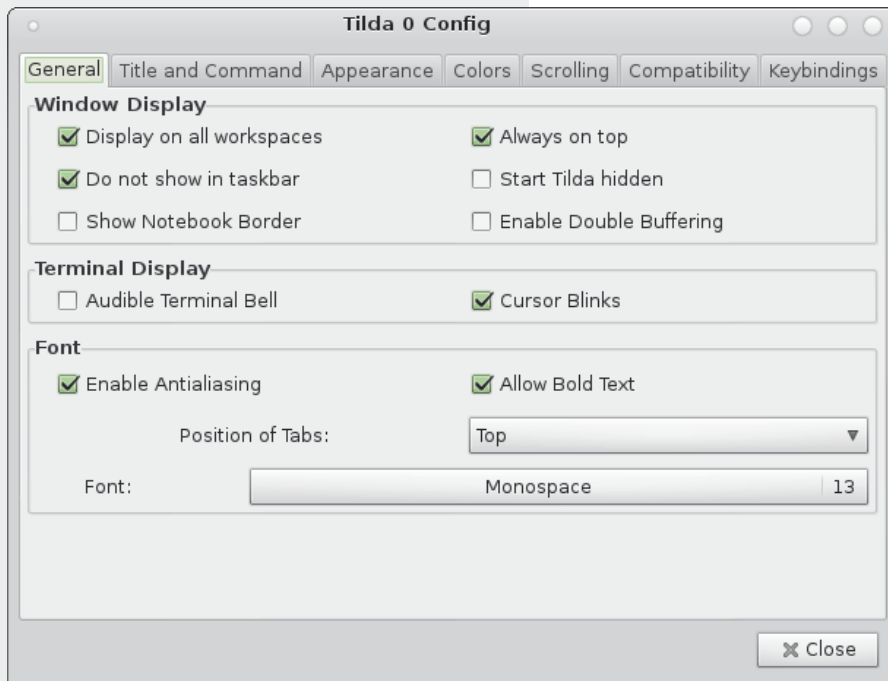 Tilda 0 Config
General Title and Command Appearance Colors Scrolling Compatibility Keybindings
Window Display
Display on all workspaces Always on top
Do not show in taskbar Start Tilda hidden
Show Notebook Border Enable Double Buffering
Terminal Display
Audible Terminal Bell Cursor Blinks
Font
Enable Antialiasing Allow Bold Text
Position of Tabs: Top
Font: Monospace 13
Close